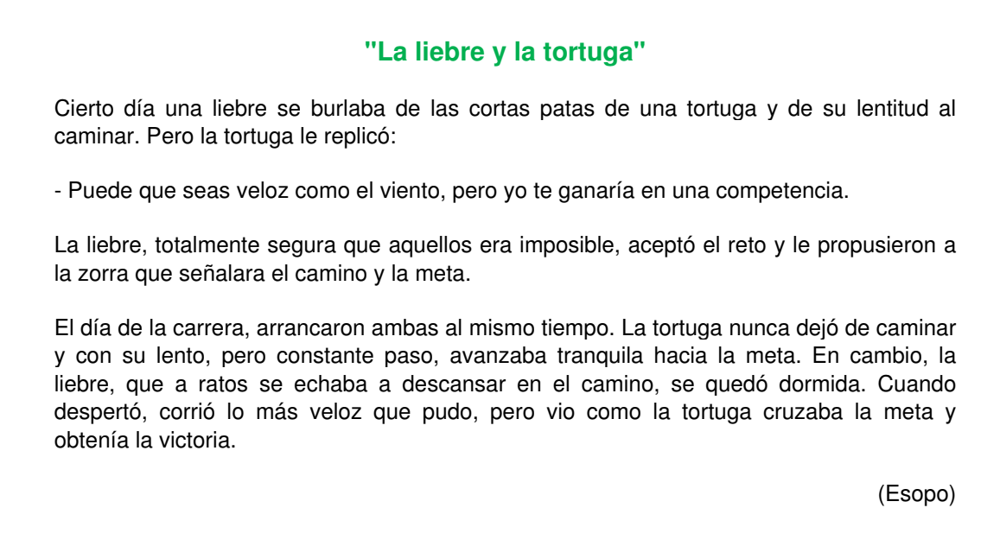 "La liebre y la tortuga"
Cierto día una liebre se burlaba de las cortas patas de una tortuga y de su lentitud al
caminar. Pero la tortuga le replicó:
- Puede que seas veloz como el viento, pero yo te ganaría en una competencia.
La liebre, totalmente segura que aquellos era imposible, aceptó el reto y le propusieron a
la zorra que señalara el camino y la meta.
El día de la carrera, arrancaron ambas al mismo tiempo. La tortuga nunca dejó de caminar
y con su lento, pero constante paso, avanzaba tranquila hacia la meta. En cambio, la
liebre, que a ratos se echaba a descansar en el camino, se quedó dormida. Cuando
despertó, corrió lo más veloz que pudo, pero vio como la tortuga cruzaba la meta y
obtenía la victoria.
(Esopo)